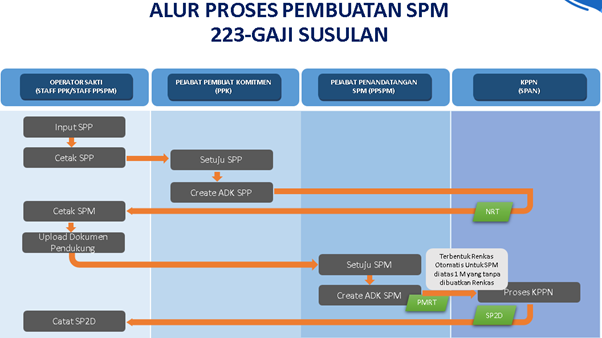 ALUR PROSES PEMBUATAN SPM
223-GAJI SUSULAN
OPERATOR SAKTI
(STAFF PPK/STAFF PPSPM)
PEJABAT PEMBUAT KOMITMEN
(PPK)
PEJABAT PENANDATANGAN
SPM (PPSPM)
KPPN
(SPAN)
Input SPP
Cetak SPP
Setuju SPP
Create ADK SPP
Cetak SPM
NRT
Upload Dokumen
Pendukung
Setuju SPM
Terbentuk Renkas
Otomatis Untuk SPM
di atas 1 M yang tanpa
dibuatkan Renkas
Create ADK SPM
PMRT
Proses KPPN
Catat SP2D
SP2D